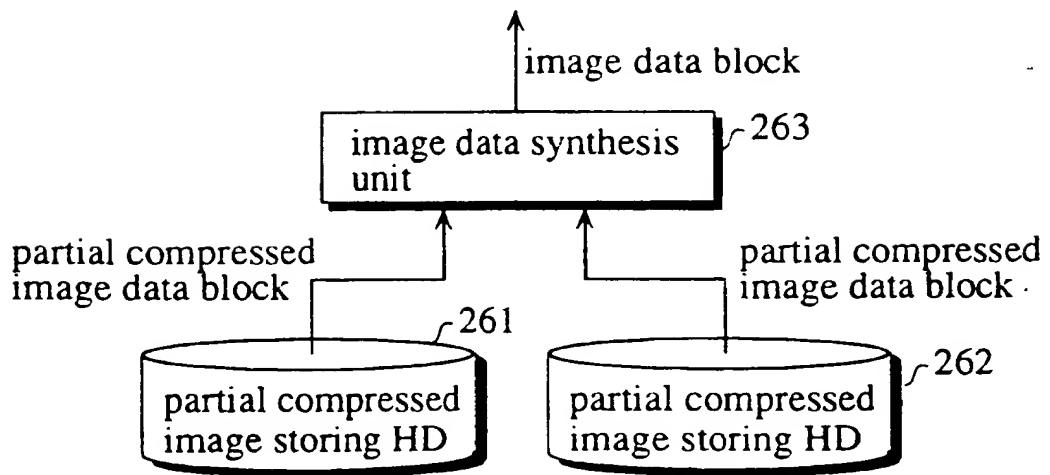 image data block
image data synthesis
unit
263
partial compressed
image data block
partial compressed
image data block
261
262
partial compressed
image storing HD
partial compressed
image storing HD